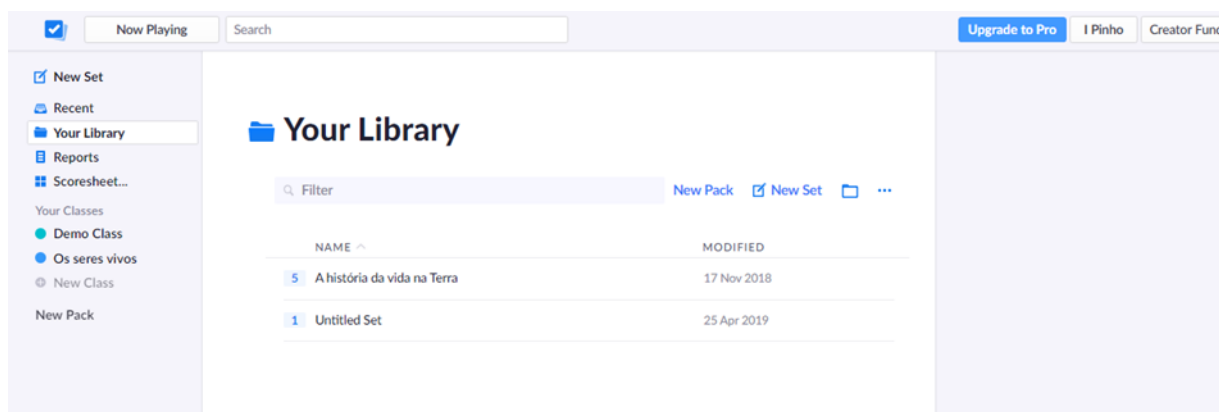 Now Playing
Search
Upgrade to Pro
I Pinho
Creator Fund
New Set
Recent
Your Library
Reports
Scoresheet...
Your Classes
Demo Class
Os seres vivos
New Class
New Pack
Your Library
Filter
New Pack
New Set
NAME
MODIFIED
5 A história da vida na Terra 17 Nov 2018
1 Untitled Set 25 Apr 2019